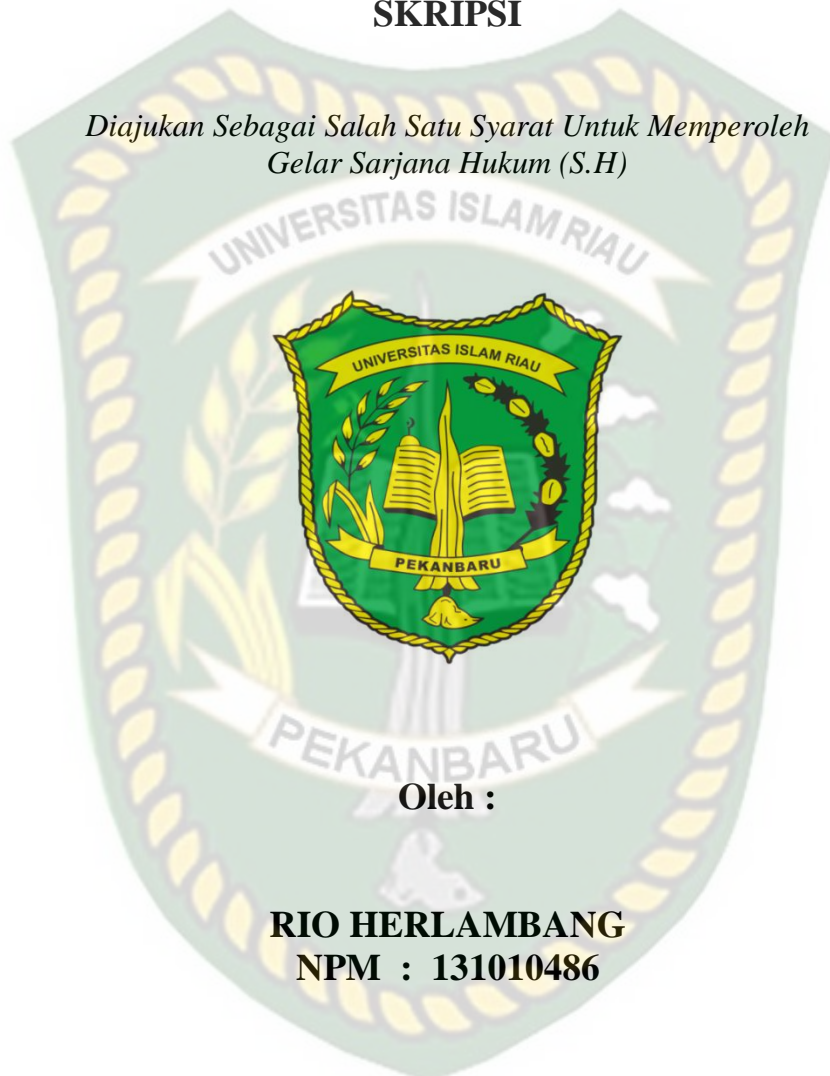 SKRIPSI
Diajukan Sebagai Salah Satu Syarat Untuk Memperoleh
Gelar Sarjana Hukum (S.H)
UNIVERSITAS ISLAM RIAU
UNIVERSITAS ISLAM RIAU
PEKANBARU
PEKANBARU
Oleh :
RIO HERLAMBANG
NPM : 131010486